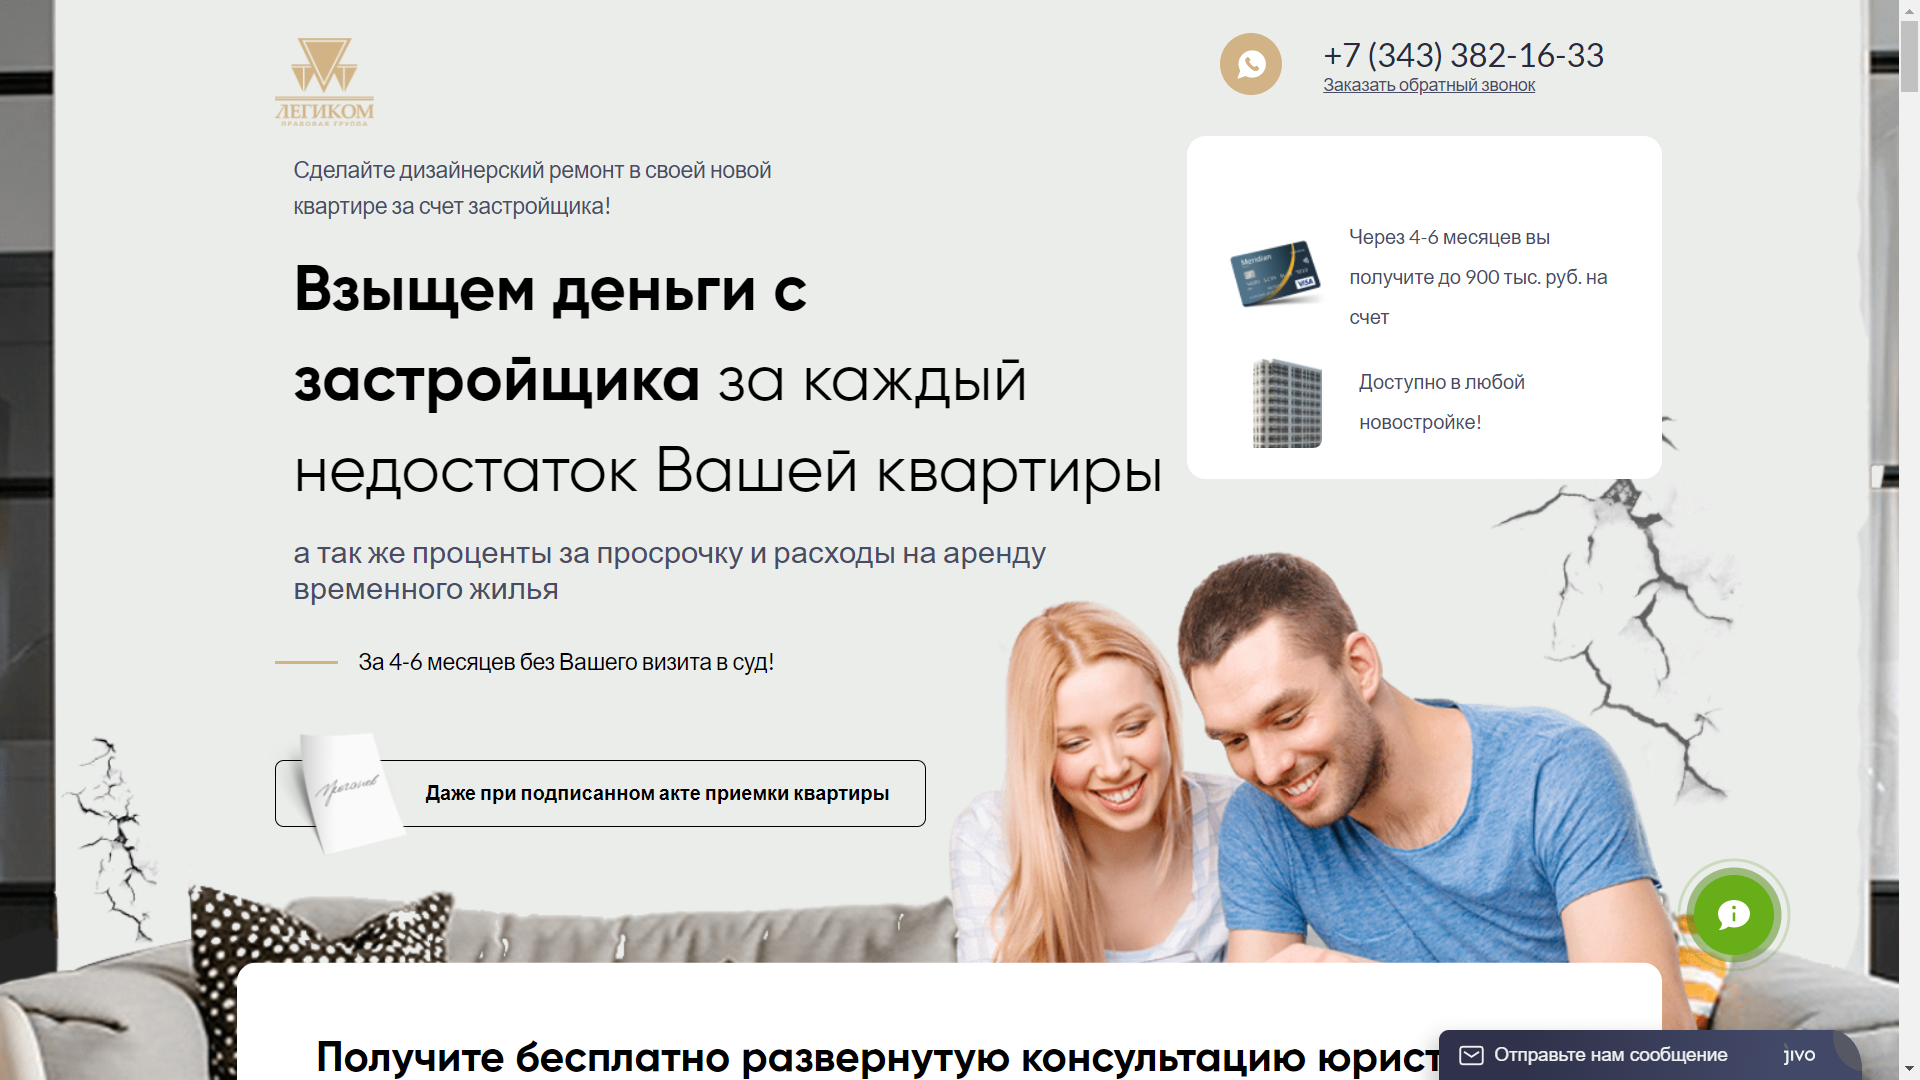 ЛЕГИКОМ
ПРАВОВАЯ ГРУППА
+7 (343) 382-16-33
Заказать обратный звонок
Сделайте дизайнерский ремонт в своей новой
квартире за счет застройщика!
Взыщем деньги с
застройщика за каждый
недостаток Вашей квартиры
Через 4-6 месяцев вы
получите до 900 тыс. руб. на
счет
Meridian
VISA
Доступно в любой
новостройке!
а так же проценты за просрочку и расходы на аренду
временного жилья
За 4-6 месяцев без Вашего визита в суд!
Даже при подписанном акте приемки квартиры
Получите бесплатно развернутую консультацию юрист
Отправьте нам сообщение
jivo